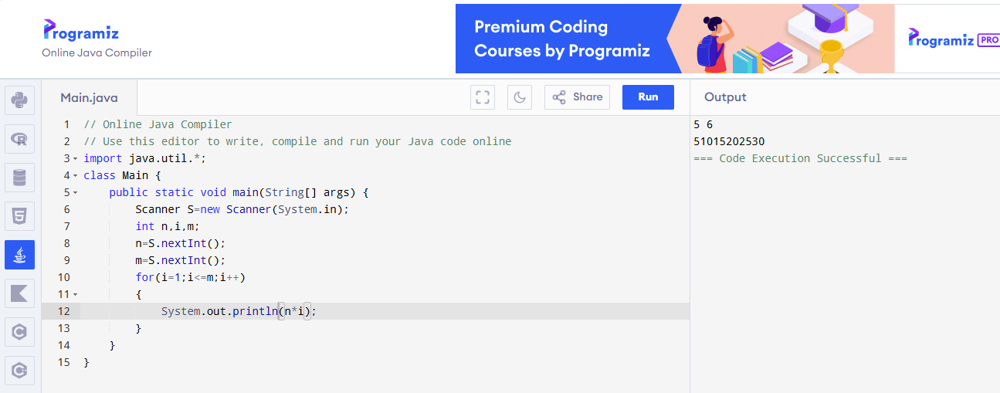 Programiz
Online Java Compiler
Premium Coding
Courses by Programiz
Programiz PRO
Main.java
Share
Run
Output
1 // Online Java Compiler
2 // Use this editor to write, compile and run your Java code online
3 import java.util.*;
4 class Main {
5 public static void main(String[] args) {
6 Scanner S=new Scanner(System.in);
7 int n,i,m;
8 n=S.nextInt();
9 m=S.nextInt();
10 for(i=1;i<=m;i++)
11 {
12 System.out.println(n*i);
13 }
14 }
15 }
5 6
51015202530
=== Code Execution Successful ===